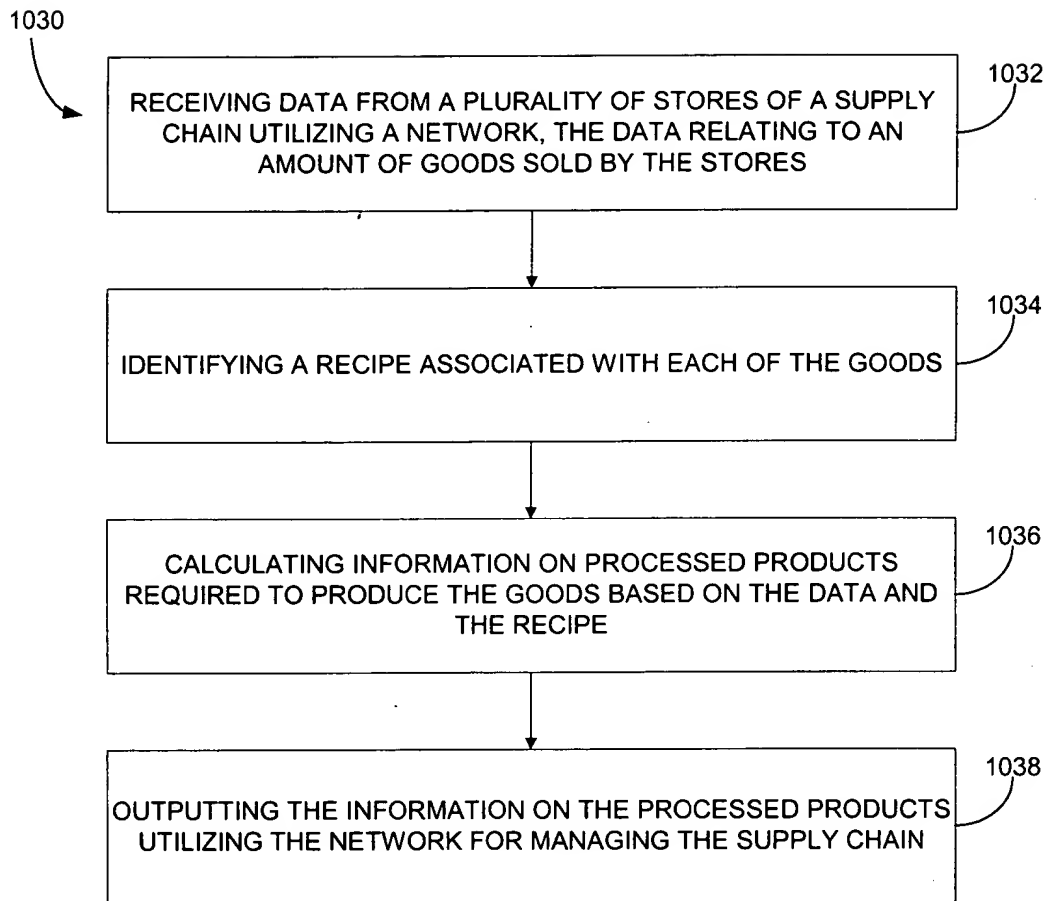 1030
1032
RECEIVING DATA FROM A PLURALITY OF STORES OF A SUPPLY
CHAIN UTILIZING A NETWORK, THE DATA RELATING TO AN
AMOUNT OF GOODS SOLD BY THE STORES
1034
IDENTIFYING A RECIPE ASSOCIATED WITH EACH OF THE GOODS
1036
CALCULATING INFORMATION ON PROCESSED PRODUCTS
REQUIRED TO PRODUCE THE GOODS BASED ON THE DATA AND
THE RECIPE
1038
OUTPUTTING THE INFORMATION ON THE PROCESSED PRODUCTS
UTILIZING THE NETWORK FOR MANAGING THE SUPPLY CHAIN